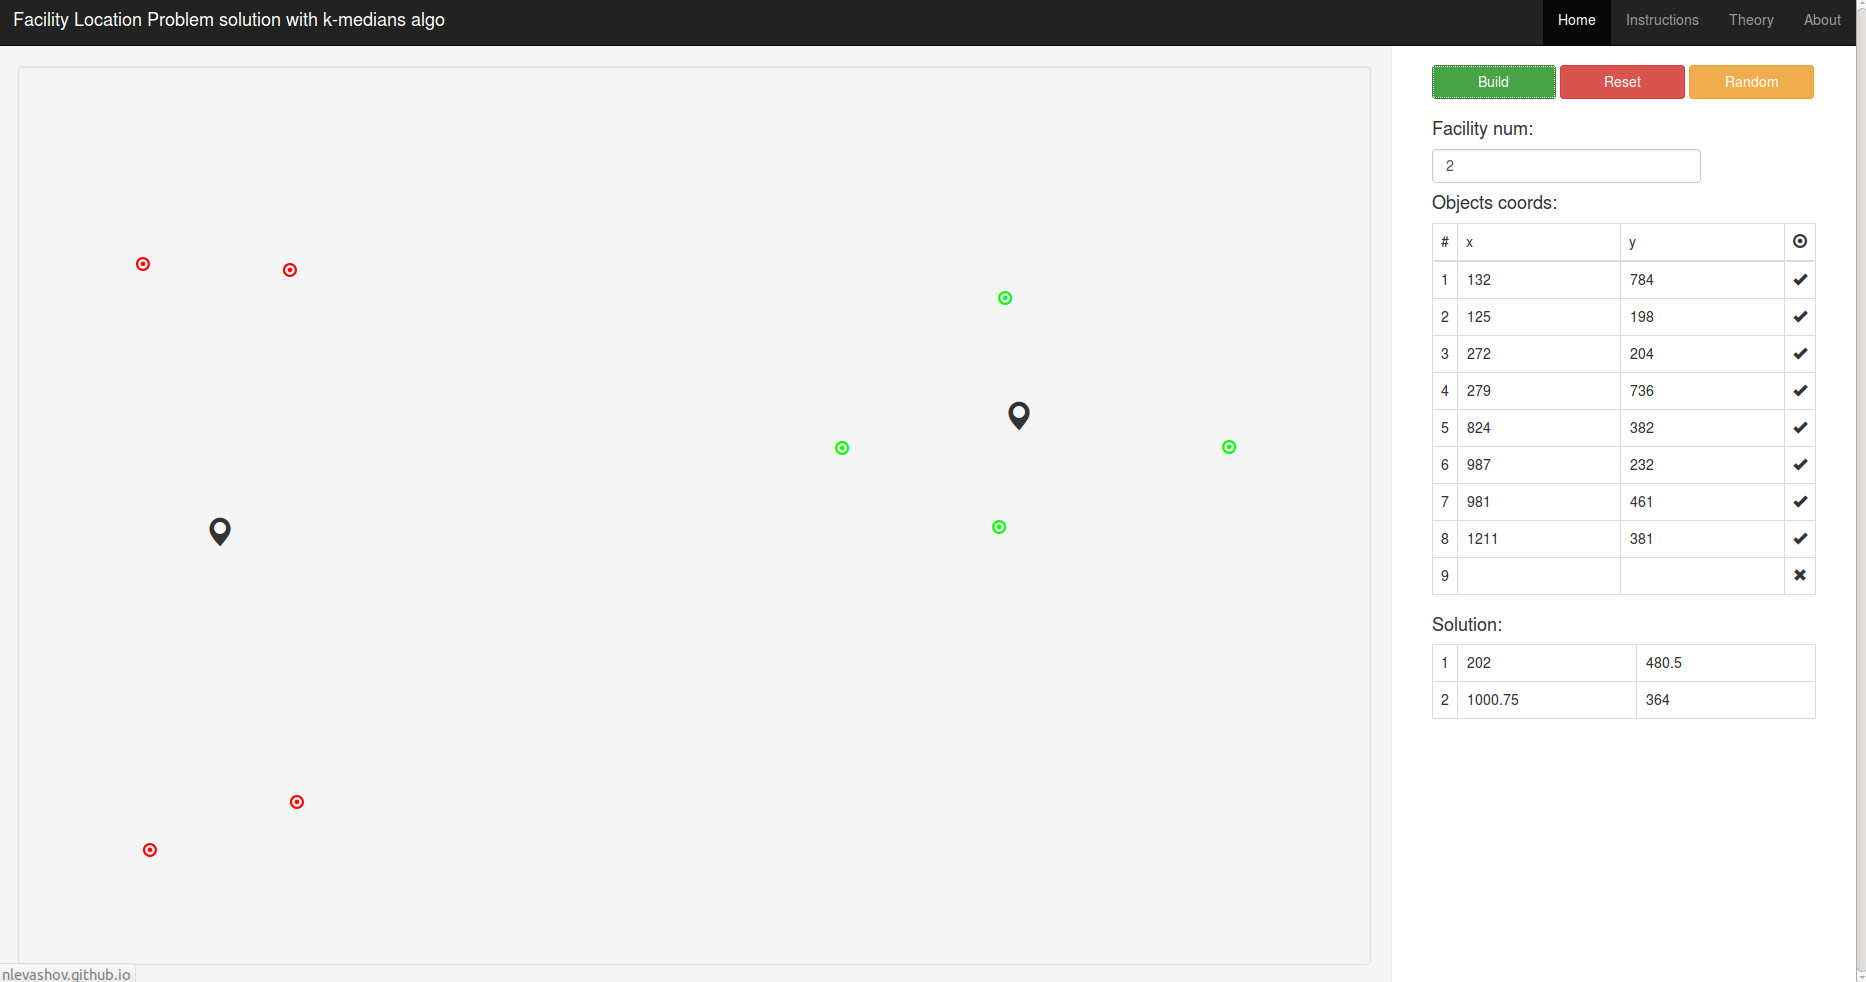 Facility Location Problem solution with k-medians algo Home Instructions Theory About
Build Reset Random
Facility num:
2
Objects coords:
# x y
1 132 784
2 125 198
3 272 204
4 279 736
5 824 382
6 987 232
7 981 461
8 1211 381
9
Solution:
1 202 480.5
2 1000.75 364
nlevashov.github.io